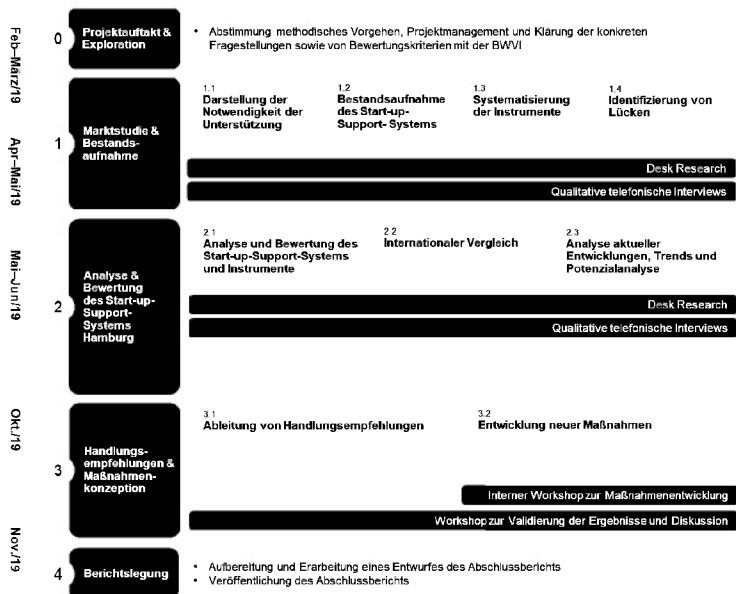 Feb–März/19
0
Projektauftakt &
Exploration
• Abstimmung methodisches Vorgehen, Projektmanagement und Klärung der konkreten
Fragestellungen sowie von Bewertungskriterien mit der BWVI
Apr–Mai/19
1
Marktstudie &
Bestands-
aufnahme
1.1
Darstellung der
Notwendigkeit der
Unterstützung
1.2
Bestandsaufnahme
des Start-up-
Support- Systems
1.3
Systematisierung
der Instrumente
1.4
Identifizierung von
Lücken
Desk Research
Qualitative telefonische Interviews
Mai–Jun/19
2
Analyse &
Bewertung
des Start-up-
Support-
Systems
Hamburg
2.1
Analyse und Bewertung des
Start-up-Support-Systems
und Instrumente
2.2
Internationaler Vergleich
2.3
Analyse aktueller
Entwicklungen, Trends und
Potenzialanalyse
Desk Research
Qualitative telefonische Interviews
Okt./19
3
Handlungs-
empfehlungen &
Maßnahmen-
konzeption
3.1
Ableitung von Handlungsempfehlungen
3.2
Entwicklung neuer Maßnahmen
Interner Workshop zur Maßnahmenentwicklung
Workshop zur Validierung der Ergebnisse und Diskussion
Nov./19
4
Berichtslegung
• Aufbereitung und Erarbeitung eines Entwurfes des Abschlussberichts
• Veröffentlichung des Abschlussberichts